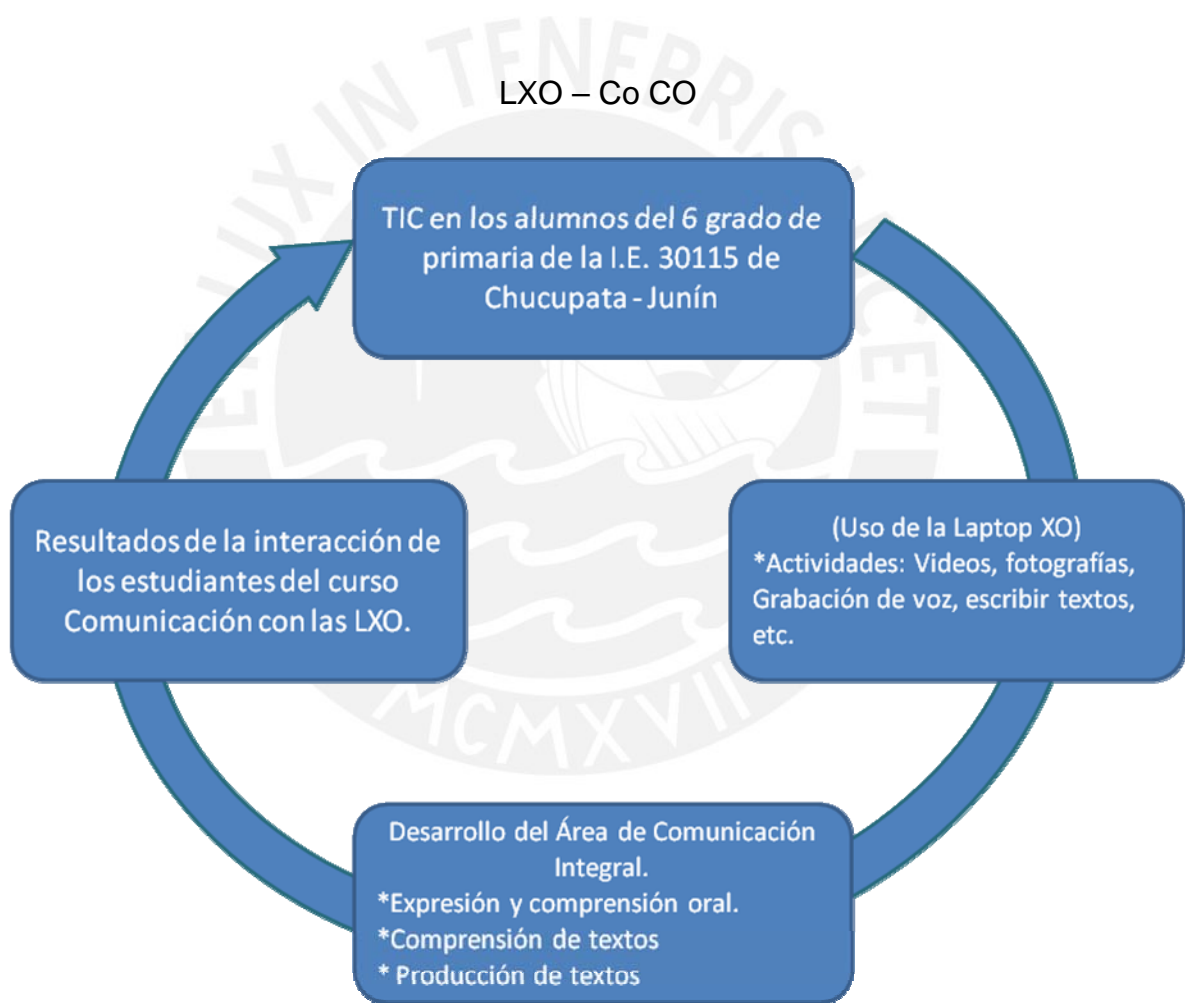 LXO – Co CO
TIC en los alumnos del 6 grado de
primaria de la I.E. 30115 de
Chucupata - Junín
(Uso de la Laptop XO)
*Actividades: Videos, fotografías,
Grabación de voz, escribir textos,
etc.
Desarrollo del Área de Comunicación
Integral.
*Expresión y comprensión oral.
*Comprensión de textos
* Producción de textos
Resultados de la interacción de
los estudiantes del curso
Comunicación con las LXO.
IN TENEBRIS
MCMXVII